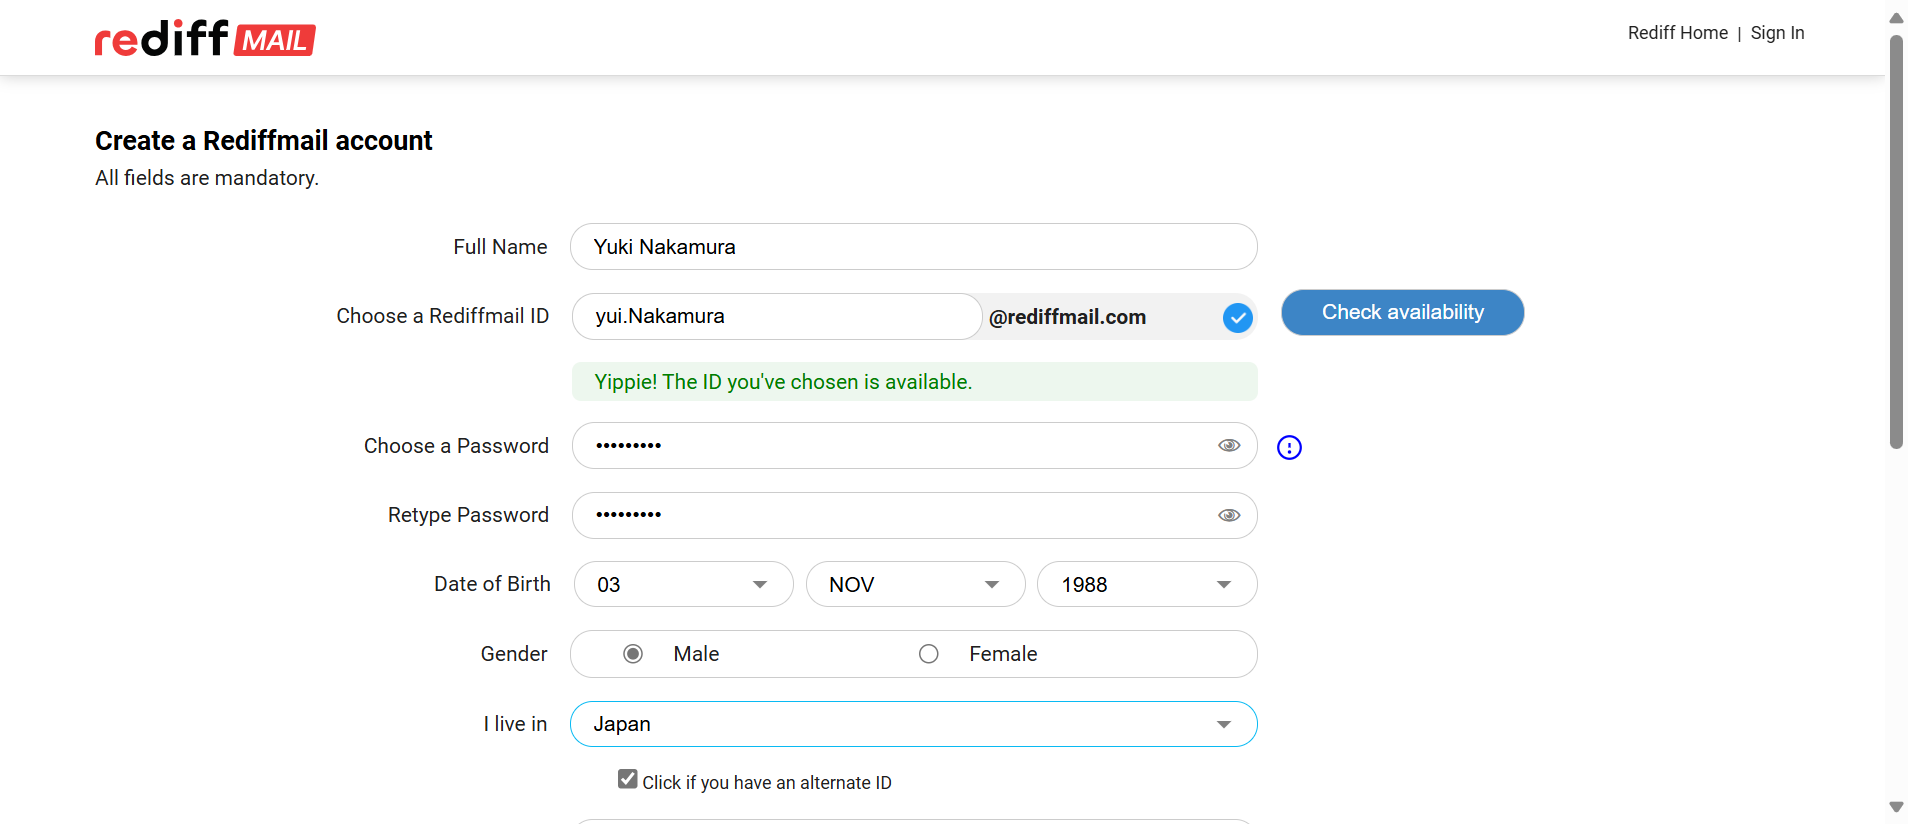 rediff MAIL
Rediff Home | Sign In
Create a Rediffmail account
All fields are mandatory.
Full Name Yuki Nakamura
Choose a Rediffmail ID yui.Nakamura @rediffmail.com Check availability
Yippie! The ID you've chosen is available.
Choose a Password •••••••••
Retype Password •••••••••
Date of Birth 03 NOV 1988
Gender Male Female
I live in Japan
Click if you have an alternate ID